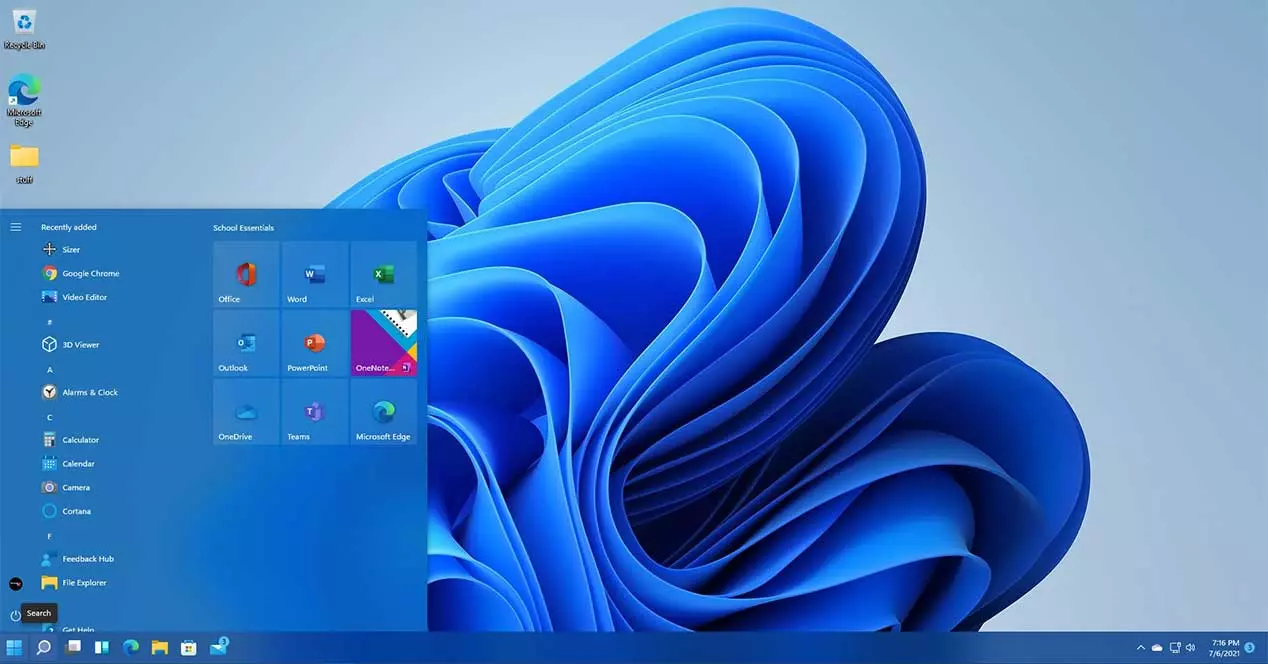 Recycle Bin
Microsoft
Edge
stuff
Recently added
Sizer
Google Chrome
Video Editor
#
3D Viewer
A
Alarms & Clock
C
Calculator
Calendar
Camera
Cortana
F
Feedback Hub
File Explorer
Get Help
Search
School Essentials
Office
Word
Excel
Outlook
PowerPoint
OneNote...
OneDrive
Teams
Microsoft Edge
3
7:16 PM
7/6/2021
3